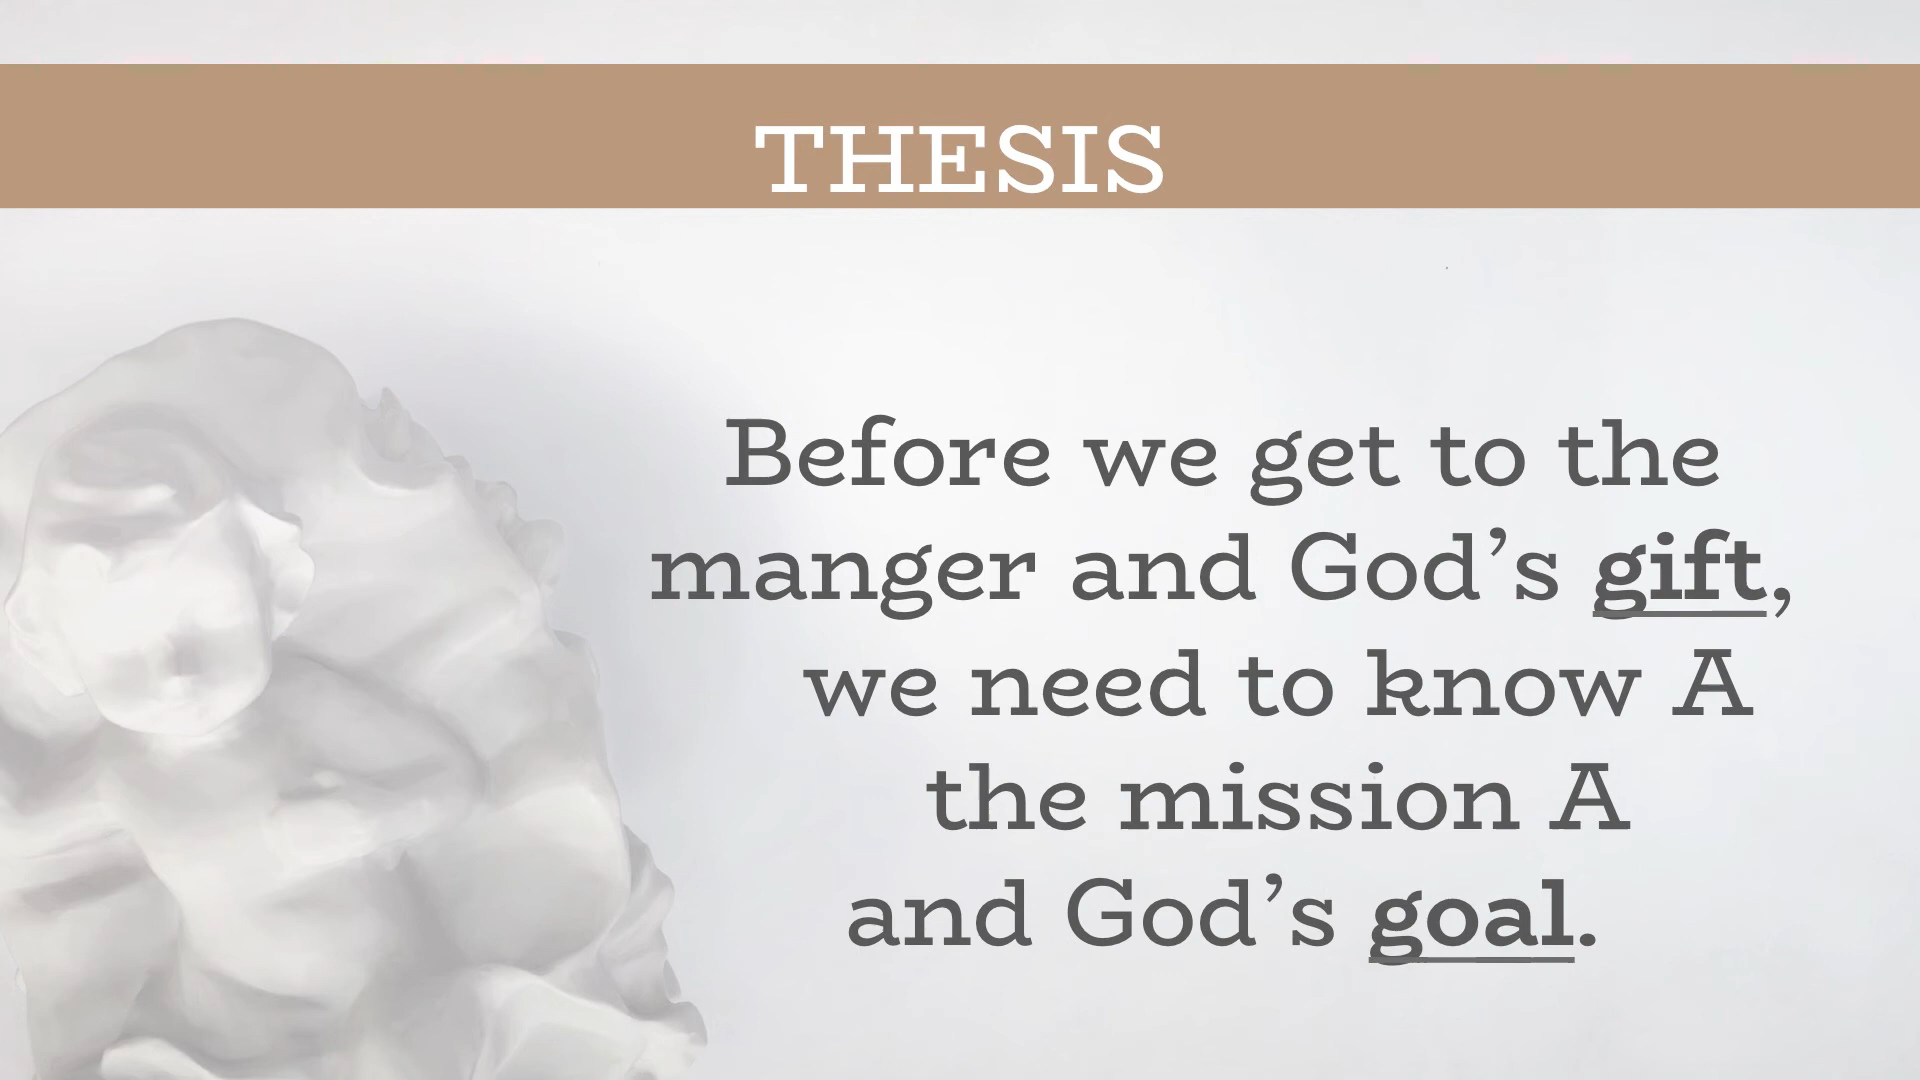 THESIS
Before we get to the
manger and God’s gift,
we need to know A
the mission A
and God’s goal.